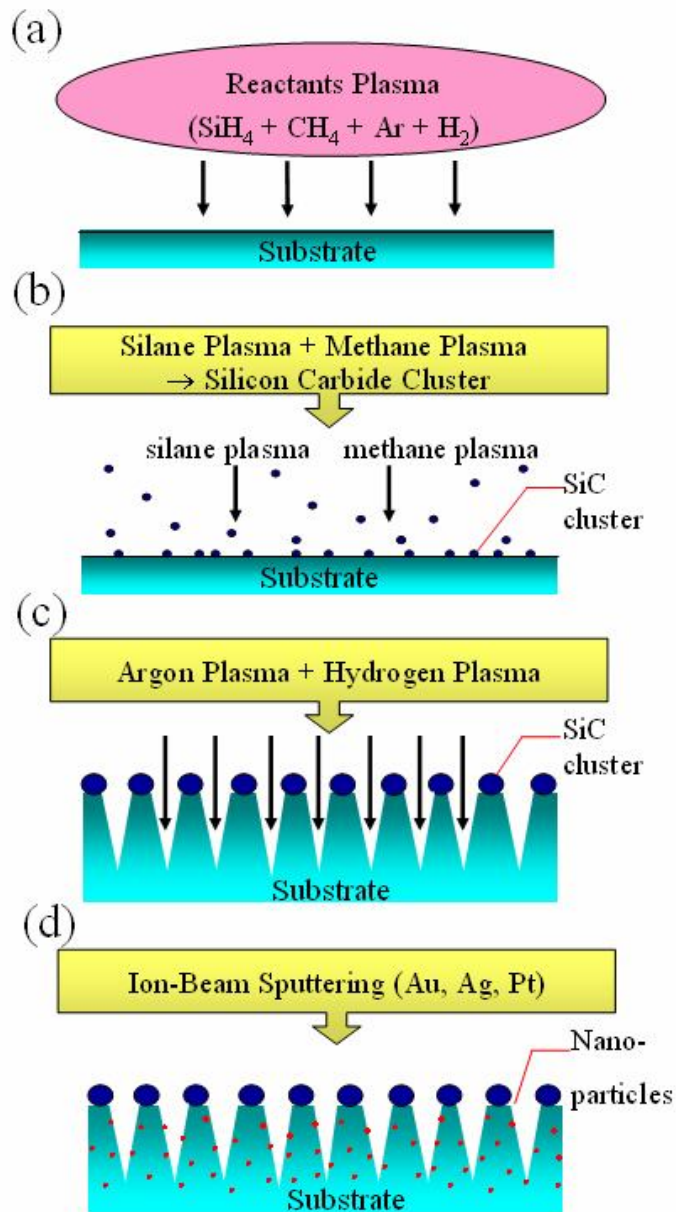 (a)
Reactants Plasma
(SiH₄ + CH₄ + Ar + H₂)
Substrate
(b)
Silane Plasma + Methane Plasma
→ Silicon Carbide Cluster
silane plasma methane plasma
SiC
cluster
Substrate
(c)
Argon Plasma + Hydrogen Plasma
SiC
cluster
Substrate
(d)
Ion-Beam Sputtering (Au, Ag, Pt)
Nano-
particles
Substrate